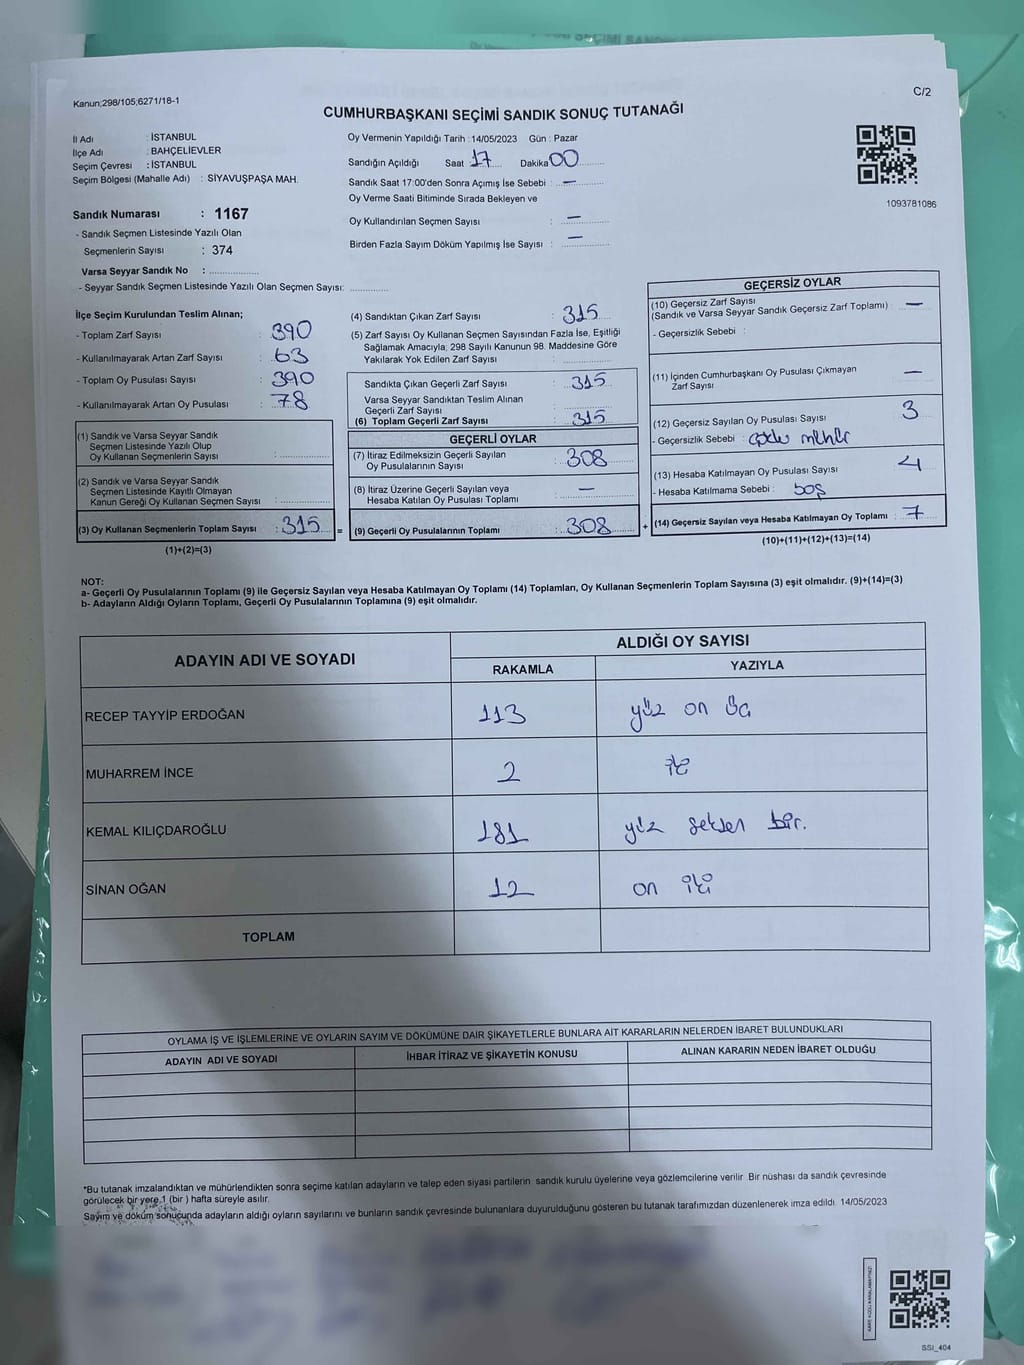 Kanun;298/105;6271/18-1
C/2
CUMHURBAŞKANI SEÇİMİ SANDIK SONUÇ TUTANAĞI
İl Adı : İSTANBUL
İlçe Adı : BAHÇELİEVLER
Seçim Çevresi : İSTANBUL
Seçim Bölgesi (Mahalle Adı) : SİYAVUŞPAŞA MAH.
Sandık Numarası : 1167
- Sandık Seçmen Listesinde Yazılı Olan
Seçmenlerin Sayısı : 374
Varsa Seyyar Sandık No : ....................
- Seyyar Sandık Seçmen Listesinde Yazılı Olan Seçmen Sayısı: ..............
Oy Vermenin Yapıldığı Tarih : 14/05/2023 Gün : Pazar
Sandığın Açıldığı Saat 17 Dakika 00
Sandık Saat 17:00'den Sonra Açımış İse Sebebi : —
Oy Verme Saati Bitiminde Sırada Bekleyen ve
Oy Kullandırılan Seçmen Sayısı : —
Birden Fazla Sayım Döküm Yapılmış İse Sayısı : —
1093781086
İlçe Seçim Kurulundan Teslim Alınan;
- Toplam Zarf Sayısı : 390
- Kullanılmayarak Artan Zarf Sayısı : 63
- Toplam Oy Pusulası Sayısı : 390
- Kullanılmayarak Artan Oy Pusulası : 78
(1) Sandık ve Varsa Seyyar Sandık
Seçmen Listesinde Yazılı Olup
Oy Kullanan Seçmenlerin Sayısı : ..............
(2) Sandık ve Varsa Seyyar Sandık
Seçmen Listesinde Kayıtlı Olmayan
Kanun Gereği Oy Kullanan Seçmen Sayısı : ..............
(3) Oy Kullanan Seçmenlerin Toplam Sayısı : 315 =
(1)+(2)=(3)
(4) Sandıktan Çıkan Zarf Sayısı : 315
(5) Zarf Sayısı Oy Kullanan Seçmen Sayısından Fazla İse, Eşitliği
Sağlamak Amacıyla; 298 Sayılı Kanunun 98. Maddesine Göre
Yakılarak Yok Edilen Zarf Sayısı : ..............
Sandıkta Çıkan Geçerli Zarf Sayısı : 315
Varsa Seyyar Sandıktan Teslim Alınan
Geçerli Zarf Sayısı : ..............
(6) Toplam Geçerli Zarf Sayısı : 315
GEÇERLİ OYLAR
(7) İtiraz Edilmeksizin Geçerli Sayılan
Oy Pusulalarının Sayısı : 308
(8) İtiraz Üzerine Geçerli Sayılan veya
Hesaba Katılan Oy Pusulası Toplamı : —
(9) Geçerli Oy Pusulalarının Toplamı : 308 +
GEÇERSİZ OYLAR
(10) Geçersiz Zarf Sayısı
(Sandık ve Varsa Seyyar Sandık Geçersiz Zarf Toplamı) : —
- Geçersizlik Sebebi :
(11) İçinden Cumhurbaşkanı Oy Pusulası Çıkmayan
Zarf Sayısı —
(12) Geçersiz Sayılan Oy Pusulası Sayısı 3
- Geçersizlik Sebebi : mühür
(13) Hesaba Katılmayan Oy Pusulası Sayısı 4
- Hesaba Katılmama Sebebi : boş
(14) Geçersiz Sayılan veya Hesaba Katılmayan Oy Toplamı : 7
(10)+(11)+(12)+(13)=(14)
NOT:
a- Geçerli Oy Pusulalarının Toplamı (9) ile Geçersiz Sayılan veya Hesaba Katılmayan Oy Toplamı (14) Toplamları, Oy Kullanan Seçmenlerin Toplam Sayısına (3) eşit olmalıdır. (9)+(14)=(3)
b- Adayların Aldığı Oyların Toplamı, Geçerli Oy Pusulalarının Toplamına (9) eşit olmalıdır.
ADAYIN ADI VE SOYADI
ALDIĞI OY SAYISI
RAKAMLA YAZIYLA
RECEP TAYYİP ERDOĞAN 113 yüz on üç
MUHARREM İNCE 2 iki
KEMAL KILIÇDAROĞLU 181 yüz seksen bir.
SİNAN OĞAN 12 on iki
TOPLAM
OYLAMA İŞ VE İŞLEMLERİNE VE OYLARIN SAYIM VE DÖKÜMÜNE DAİR ŞİKAYETLERLE BUNLARA AİT KARARLARIN NELERDEN İBARET BULUNDUKLARI
ADAYIN ADI VE SOYADI İHBAR İTİRAZ VE ŞİKAYETİN KONUSU ALINAN KARARIN NEDEN İBARET OLDUĞU
*Bu tutanak imzalandıktan ve mühürlendikten sonra seçime katılan adayların ve talep eden siyasi partilerin sandık kurulu üyelerine veya gözlemcilerine verilir. Bir nüshası da sandık çevresinde
görülecek bir yere 1 (bir ) hafta süreyle asılır.
Sayım ve döküm sonucunda adayların aldığı oyların sayılarını ve bunların sandık çevresinde bulunanlara duyurulduğunu gösteren bu tutanak tarafımızdan düzenlenerek imza edildi. 14/05/2023
KARE KODU KARALAMAYINIZ!
SSI_404